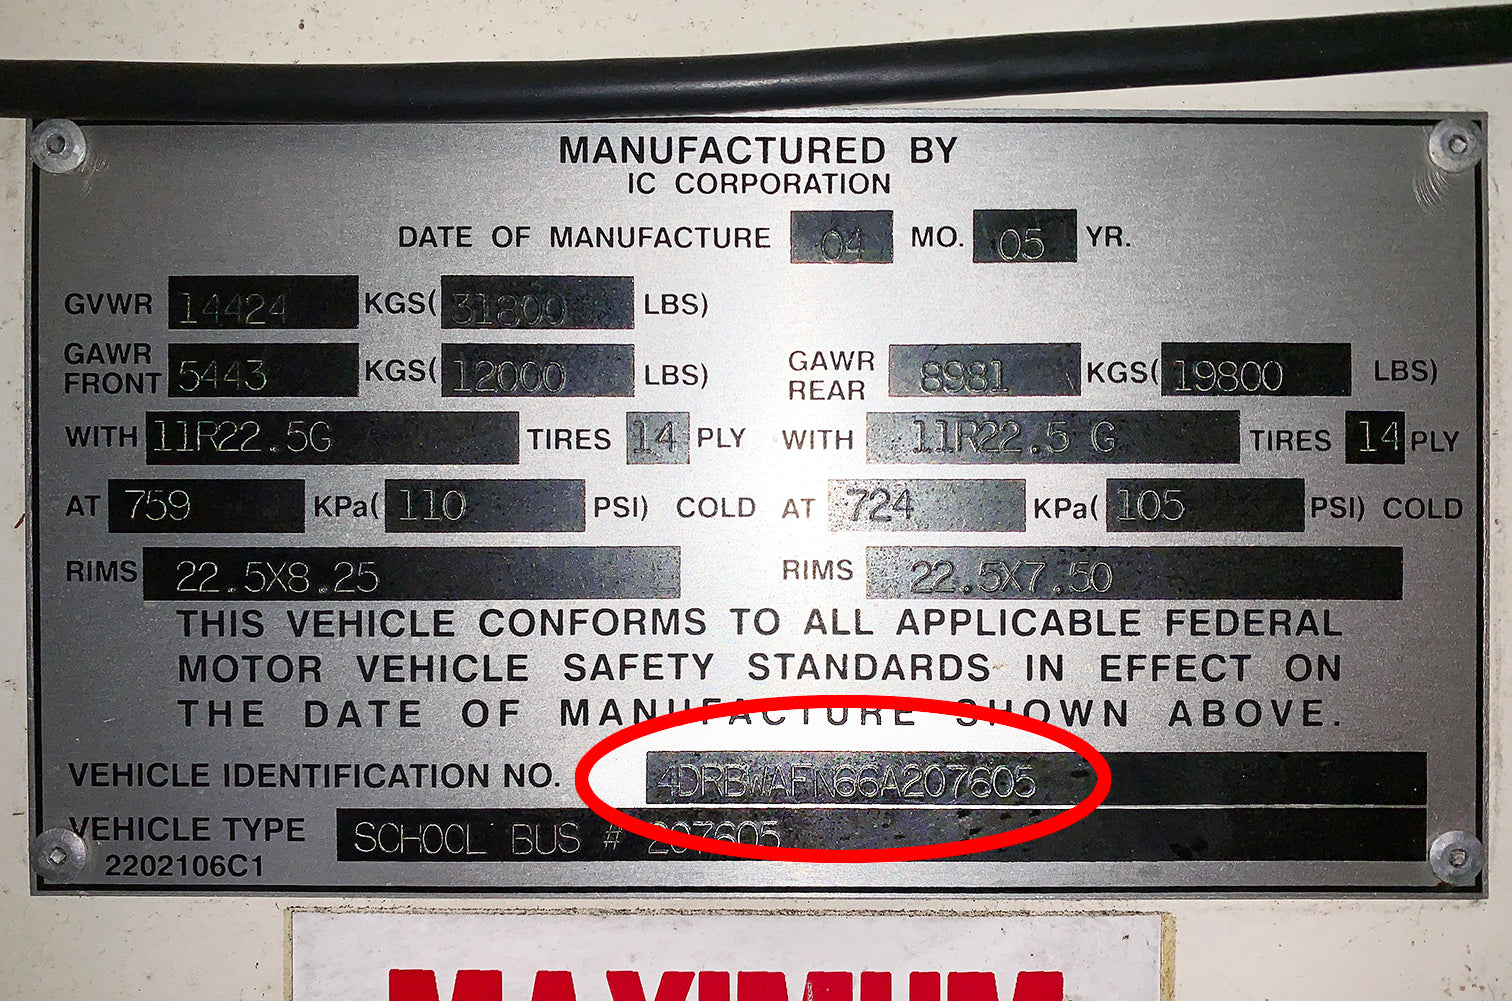 MANUFACTURED BY
IC CORPORATION
DATE OF MANUFACTURE 04 MO. 05 YR.
GVWR 14424 KGS( 31800 LBS)
GAWR FRONT 5443 KGS( 12000 LBS) GAWR REAR 8981 KGS( 19800 LBS)
WITH 11R22.5G TIRES 14 PLY WITH 11R22.5 G TIRES 14 PLY
AT 759 KPa( 110 PSI) COLD AT 724 KPa( 105 PSI) COLD
RIMS 22.5X8.25 RIMS 22.5X7.50
THIS VEHICLE CONFORMS TO ALL APPLICABLE FEDERAL
MOTOR VEHICLE SAFETY STANDARDS IN EFFECT ON
THE DATE OF MANUFACTURE SHOWN ABOVE.
VEHICLE IDENTIFICATION NO. 4DRBWAFN66A207605
VEHICLE TYPE SCHOOL BUS # 207605
2202106C1
MAXIMUM